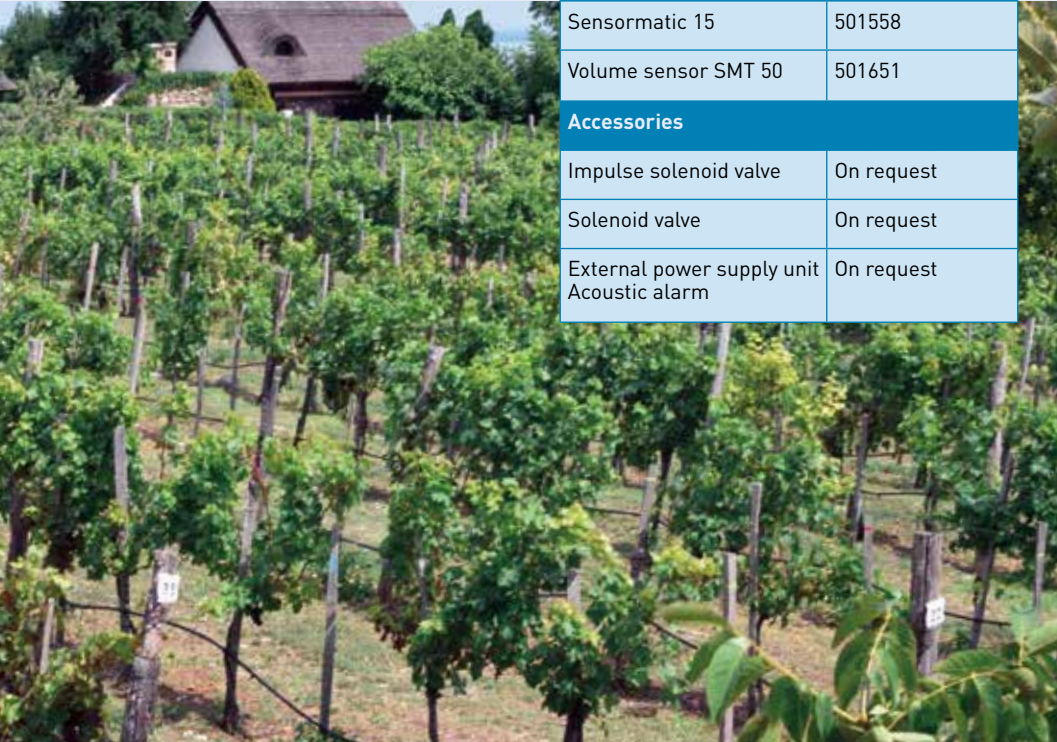 Sensormatic 15 501558
Volume sensor SMT 50 501651
Accessories
Impulse solenoid valve On request
Solenoid valve On request
External power supply unit On request
Acoustic alarm